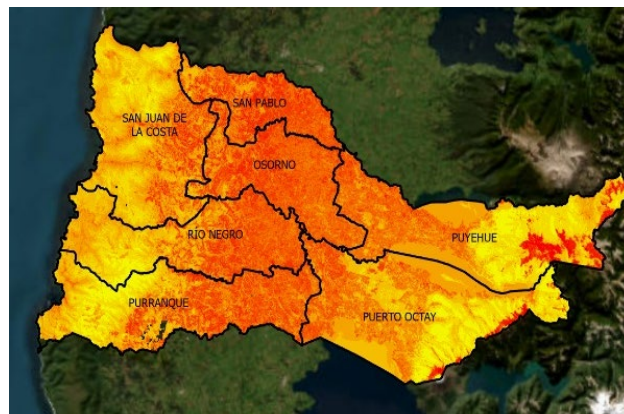 SAN PABLO
SAN JUAN DE
LA COSTA
OSORNO
RÍO NEGRO
PUYEHUE
PURRANQUE
PUERTO OCTAY